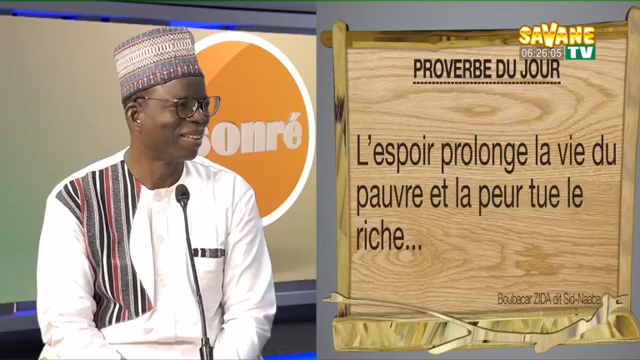 SAVANE
06:26:05
TV
sonré
PROVERBE DU JOUR
L'espoir prolonge la vie du
pauvre et la peur tue le
riche...
Boubacar ZIDA dit Sid-Naaba